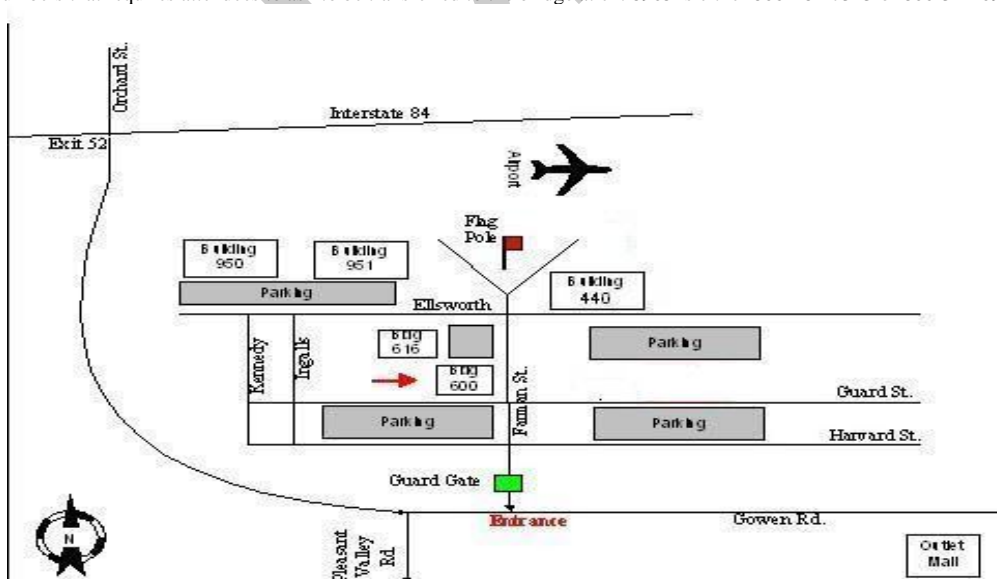 Orchard St.
Interstate 84
Exit 52
Airport
Flag
Pole
Building
950
Building
951
Building
440
Parking
Ellsworth
Bldg
616
Parking
Kennedy
Ingalls
Bldg
600
Farman St.
Guard St.
Parking
Parking
Harvard St.
Guard Gate
Entrance
Gowen Rd.
Pleasant
Valley
Rd.
Outlet
Mall
N